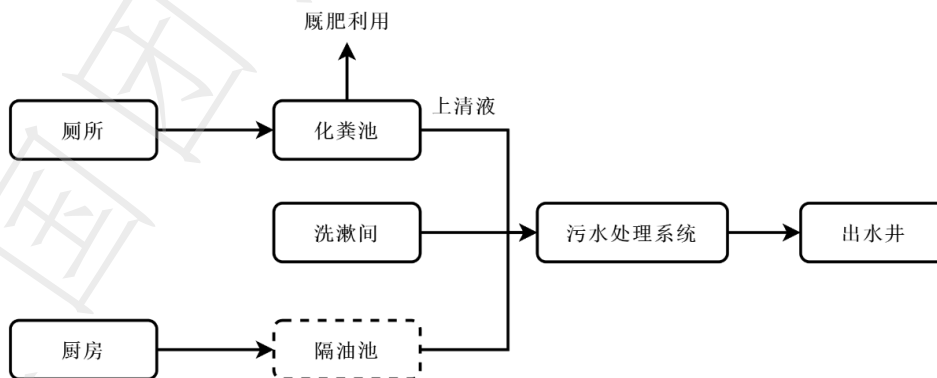 厩肥利用
上清液
厕所
化粪池
洗漱间
污水处理系统
出水井
厨房
隔油池